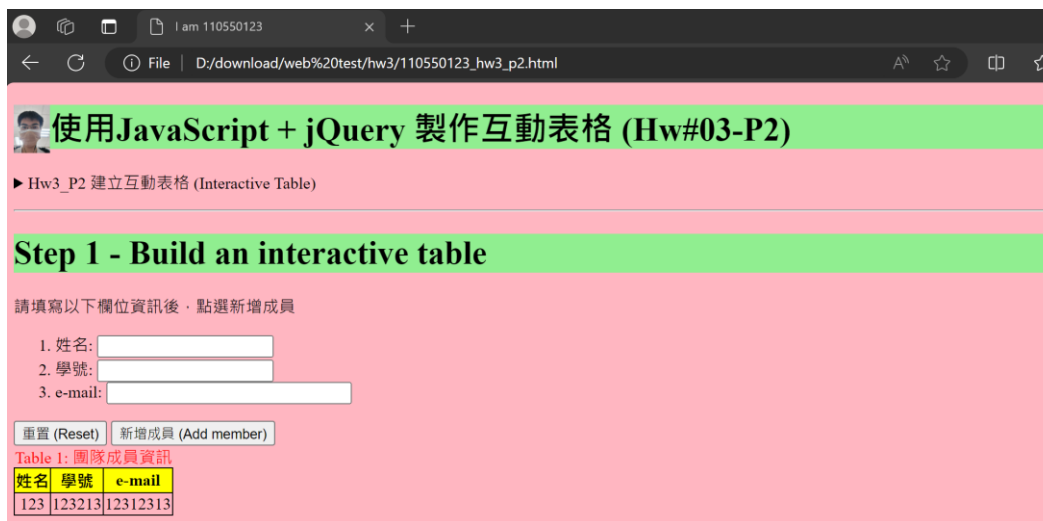 I am 110550123
File D:/download/web%20test/hw3/110550123_hw3_p2.html
使用JavaScript + jQuery 製作互動表格 (Hw#03-P2)
▶ Hw3_P2 建立互動表格 (Interactive Table)
Step 1 - Build an interactive table
請填寫以下欄位資訊後，點選新增成員
1. 姓名:
2. 學號:
3. e-mail:
重置 (Reset) 新增成員 (Add member)
Table 1: 團隊成員資訊
姓名 學號 e-mail
123 123213 12312313